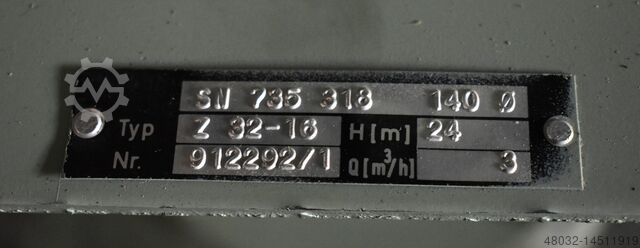 SN 735 318 140 Ø
Typ Z 32-16 H [m] 24
Nr. 912292/1 Q [m³/h] 3
48032-14511919